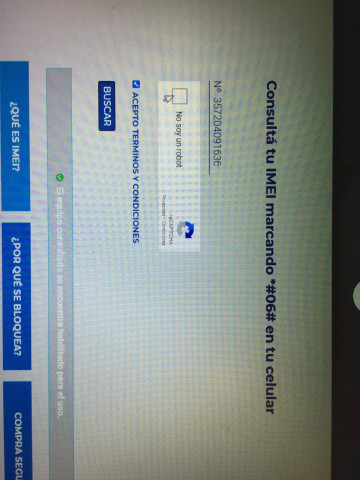 Consultá tu IMEI marcando *#06# en tu celular
Nº 357204091636
No soy un robot
reCAPTCHA
Privacidad - Condiciones
ACEPTO TERMINOS Y CONDICIONES
BUSCAR
El equipo consultado se encuentra habilitado para el uso.
¿QUÉ ES IMEI?
¿POR QUÉ SE BLOQUEA?
COMPRA SEGU